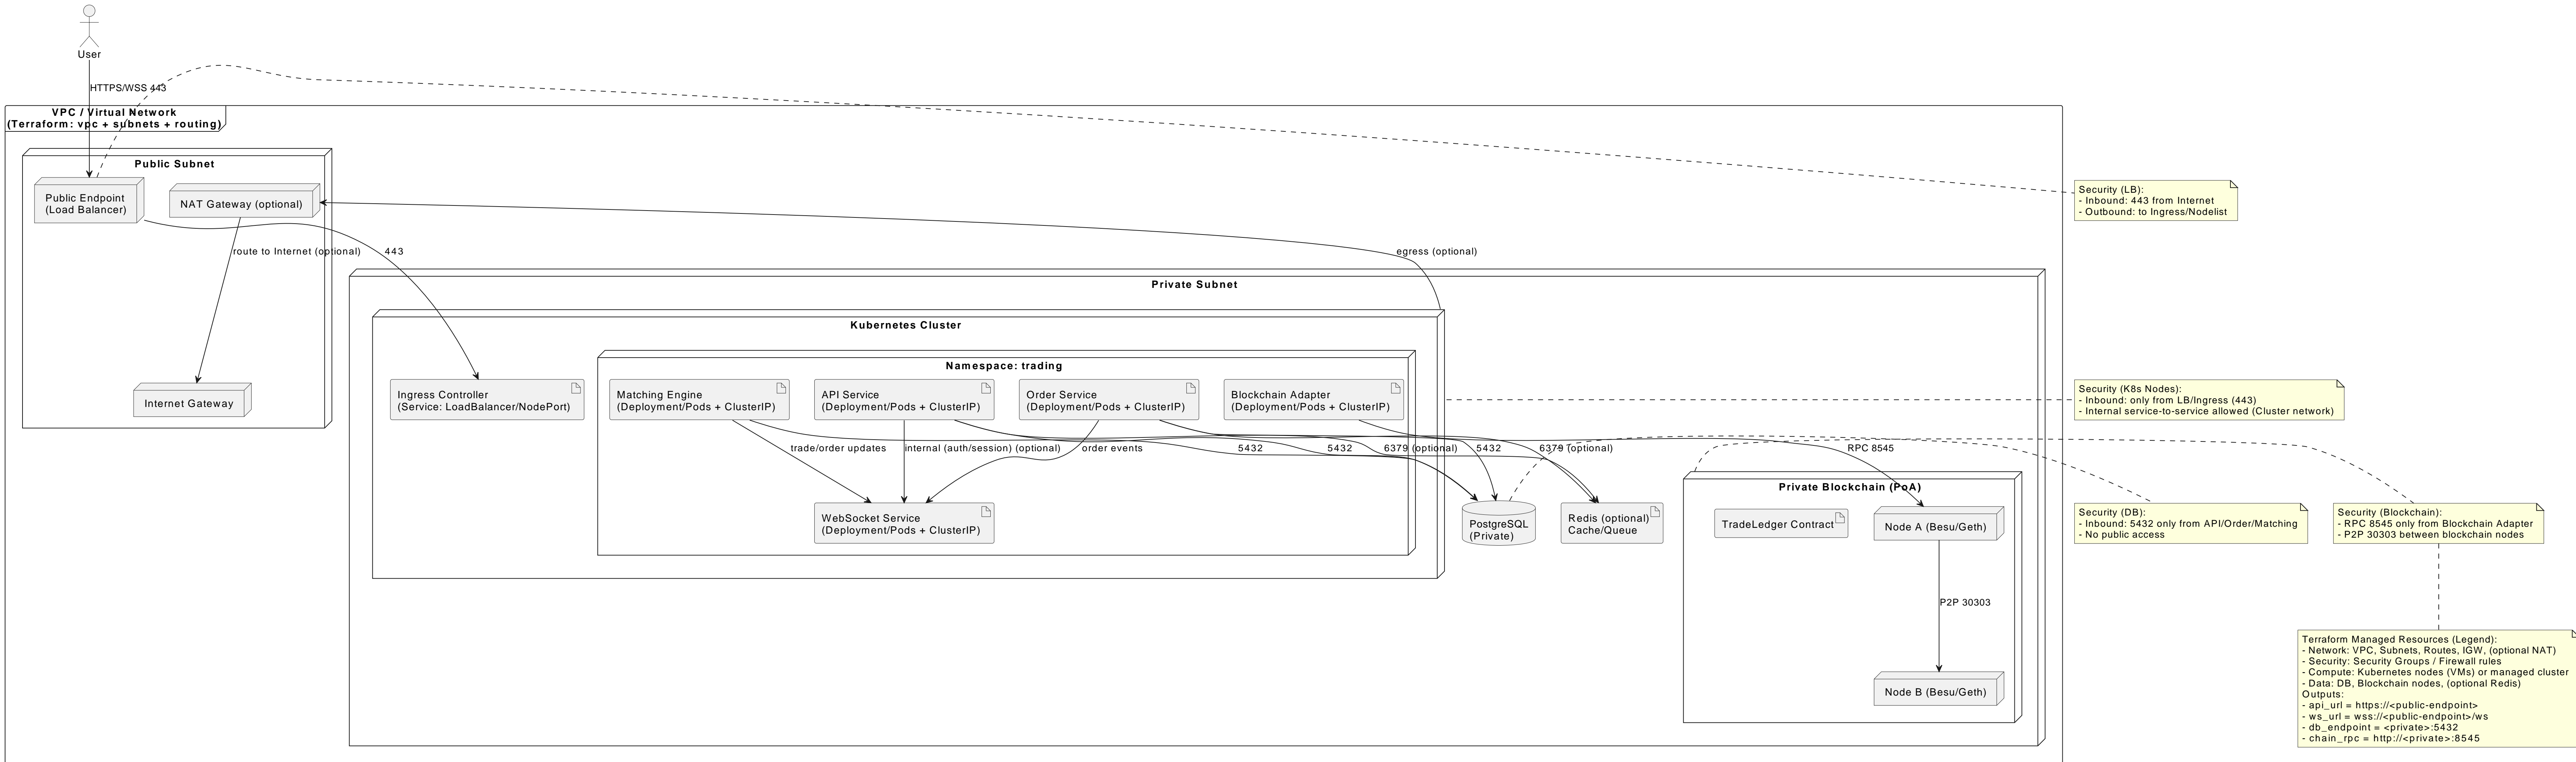 User
HTTPS/WSS 443
VPC / Virtual Network
(Terraform: vpc + subnets + routing)
Public Subnet
Public Endpoint
(Load Balancer)
NAT Gateway (optional)
Security (LB):
- Inbound: 443 from Internet
- Outbound: to Ingress/Nodelist
route to Internet (optional)
443
egress (optional)
Internet Gateway
Private Subnet
Kubernetes Cluster
Ingress Controller
(Service: LoadBalancer/NodePort)
Namespace: trading
Matching Engine
(Deployment/Pods + ClusterIP)
API Service
(Deployment/Pods + ClusterIP)
Order Service
(Deployment/Pods + ClusterIP)
Blockchain Adapter
(Deployment/Pods + ClusterIP)
Security (K8s Nodes):
- Inbound: only from LB/Ingress (443)
- Internal service-to-service allowed (Cluster network)
trade/order updates
internal (auth/session) (optional)
order events
5432
5432
6379 (optional)
5432
6379 (optional)
RPC 8545
WebSocket Service
(Deployment/Pods + ClusterIP)
PostgreSQL
(Private)
Redis (optional)
Cache/Queue
Private Blockchain (PoA)
TradeLedger Contract
Node A (Besu/Geth)
P2P 30303
Node B (Besu/Geth)
Security (DB):
- Inbound: 5432 only from API/Order/Matching
- No public access
Security (Blockchain):
- RPC 8545 only from Blockchain Adapter
- P2P 30303 between blockchain nodes
Terraform Managed Resources (Legend):
- Network: VPC, Subnets, Routes, IGW, (optional NAT)
- Security: Security Groups / Firewall rules
- Compute: Kubernetes nodes (VMs) or managed cluster
- Data: DB, Blockchain nodes, (optional Redis)
Outputs:
- api_url = https://<public-endpoint>
- ws_url = wss://<public-endpoint>/ws
- db_endpoint = <private>:5432
- chain_rpc = http://<private>:8545